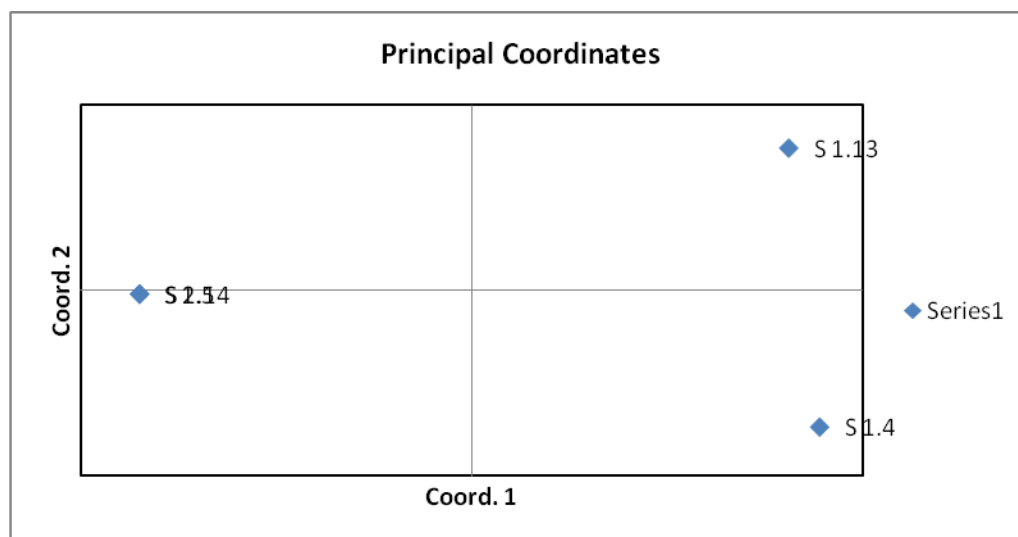 Principal Coordinates
S 1.13
Coord. 2
Series1
S 1.4
Coord. 1